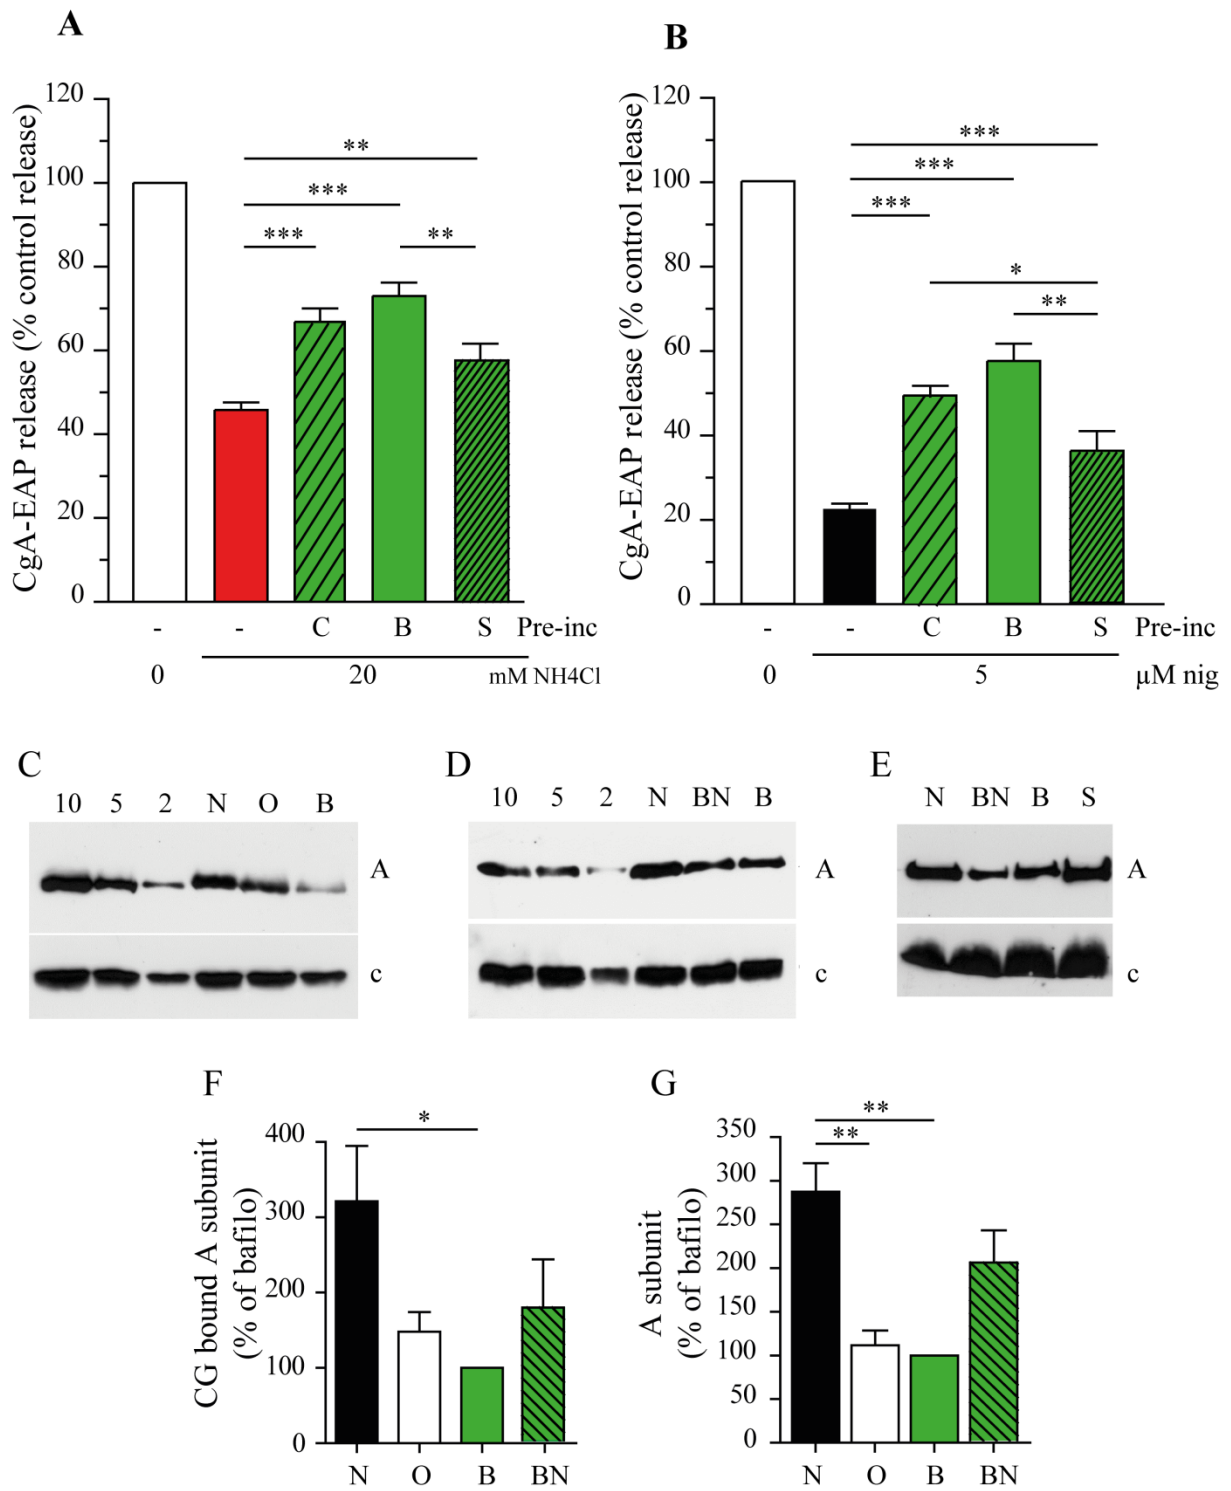 A
CgA-EAP release (% control release)
120
100
80
60
40
20
0
**
***
***
**
- - C B S Pre-inc
0 20 mM NH4Cl
B
CgA-EAP release (% control release)
120
100
80
60
40
20
0
***
***
***
*
**
- - C B S Pre-inc
0 5 µM nig
C
10 5 2 N O B
A
c
D
10 5 2 N BN B
A
c
E
N BN B S
A
c
F
CG bound A subunit
(% of bafilo)
400
300
200
100
0
*
N O B BN
G
A subunit
(% of bafilo)
350
300
250
200
150
100
50
0
**
**
N O B BN